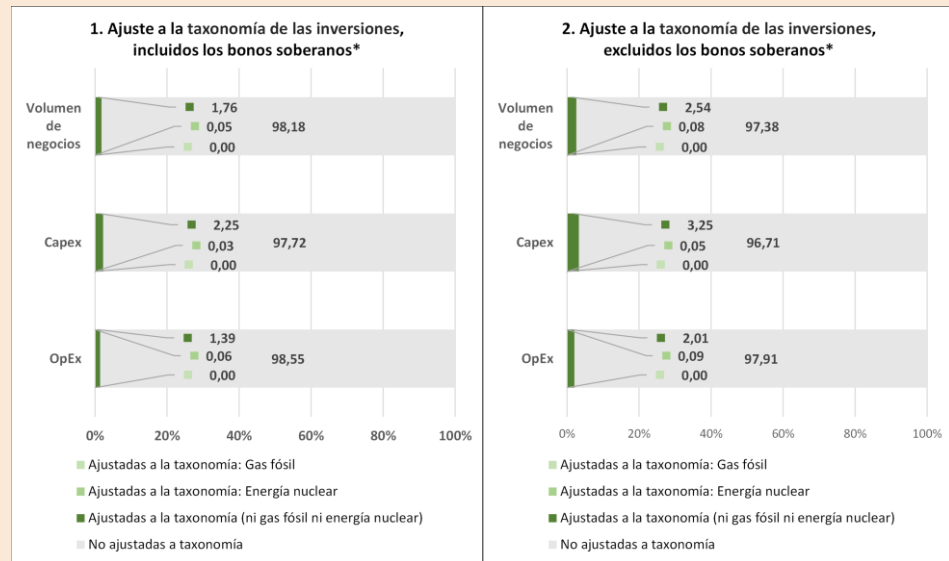 1. Ajuste a la taxonomía de las inversiones,
incluidos los bonos soberanos*
Volumen
de
negocios
1,76
0,05
98,18
0,00
Capex
2,25
0,03
97,72
0,00
OpEx
1,39
0,06
98,55
0,00
0% 20% 40% 60% 80% 100%
Ajustadas a la taxonomía: Gas fósil
Ajustadas a la taxonomía: Energía nuclear
Ajustadas a la taxonomía (ni gas fósil ni energía nuclear)
No ajustadas a taxonomía
2. Ajuste a la taxonomía de las inversiones,
excluidos los bonos soberanos*
Volumen
de
negocios
2,54
0,08
97,38
0,00
Capex
3,25
0,05
96,71
0,00
OpEx
2,01
0,09
97,91
0,00
0% 20% 40% 60% 80% 100%
Ajustadas a la taxonomía: Gas fósil
Ajustadas a la taxonomía: Energía nuclear
Ajustadas a la taxonomía (ni gas fósil ni energía nuclear)
No ajustadas a taxonomía